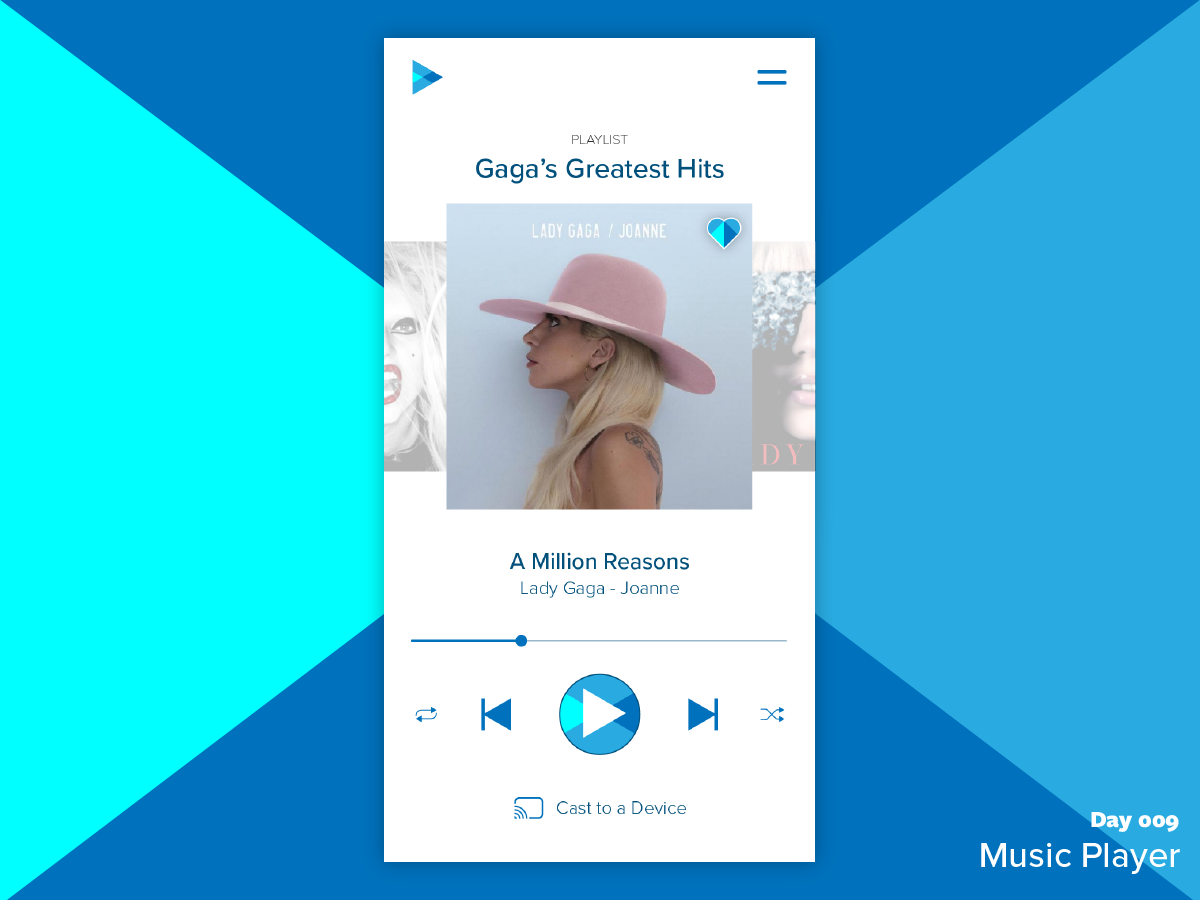 PLAYLIST
Gaga’s Greatest Hits
LADY GAGA / JOANNE
DY
A Million Reasons
Lady Gaga - Joanne
Cast to a Device
Day 009
Music Player